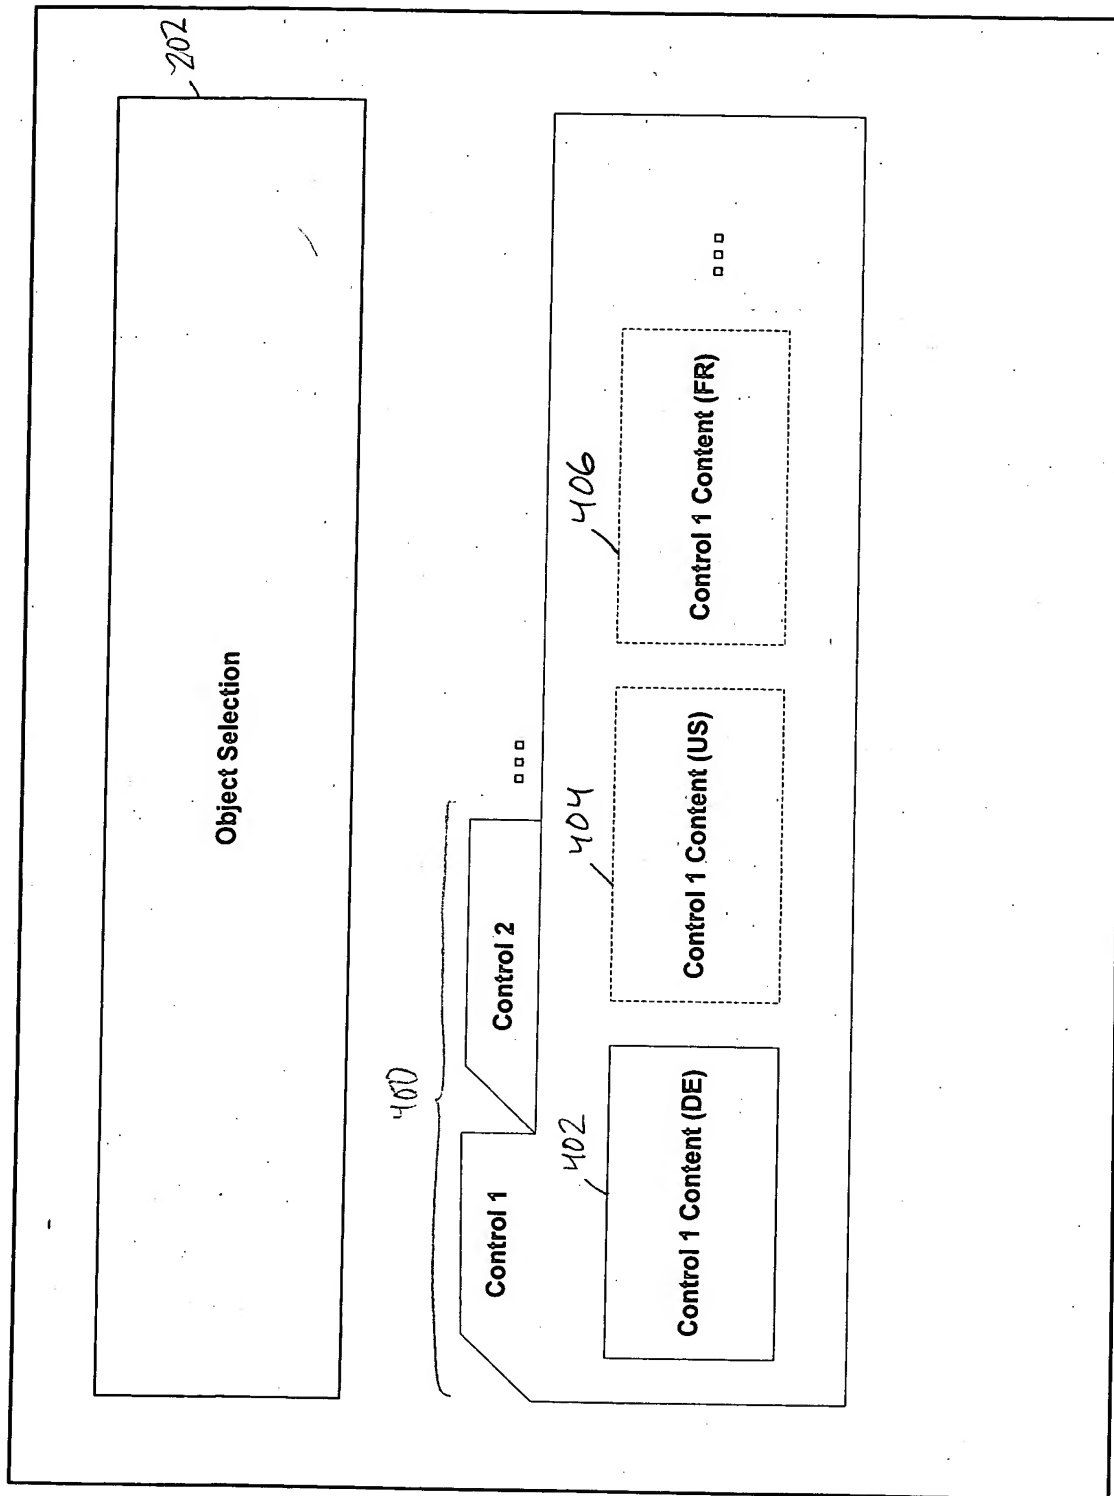 202
Object Selection
400
Control 1
Control 2
402
404
406
Control 1 Content (DE)
Control 1 Content (US)
Control 1 Content (FR)